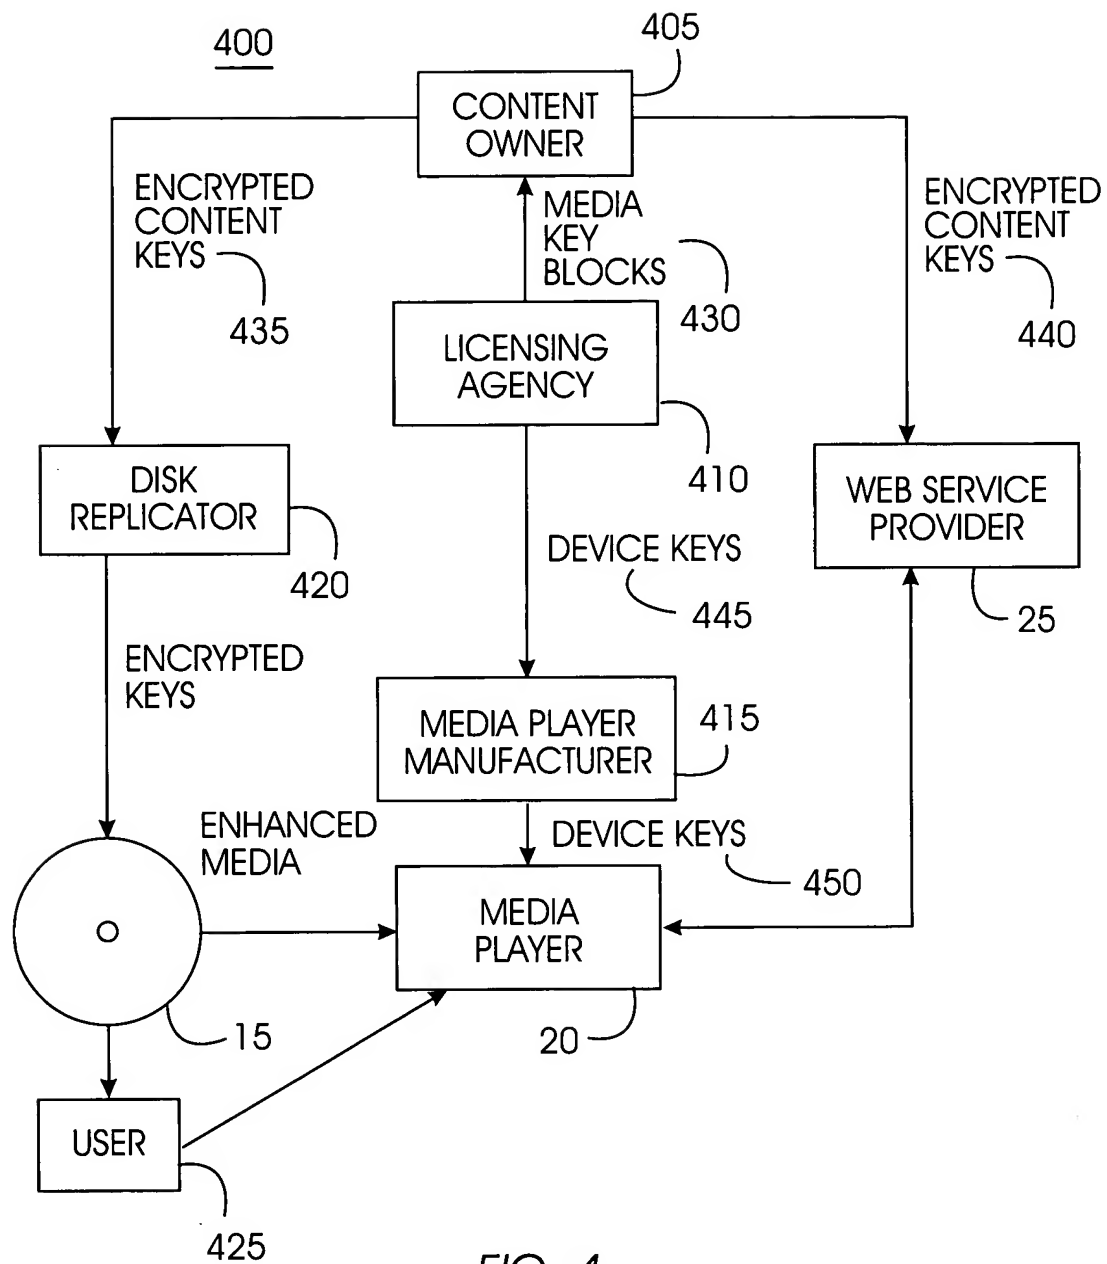 400
405
CONTENT
OWNER
ENCRYPTED
CONTENT
KEYS
435
MEDIA
KEY
BLOCKS
430
ENCRYPTED
CONTENT
KEYS
440
LICENSING
AGENCY
410
DISK
REPLICATOR
420
WEB SERVICE
PROVIDER
25
DEVICE KEYS
445
ENCRYPTED
KEYS
MEDIA PLAYER
MANUFACTURER
415
ENHANCED
MEDIA
DEVICE KEYS
450
MEDIA
PLAYER
20
15
USER
425
FIG. 4